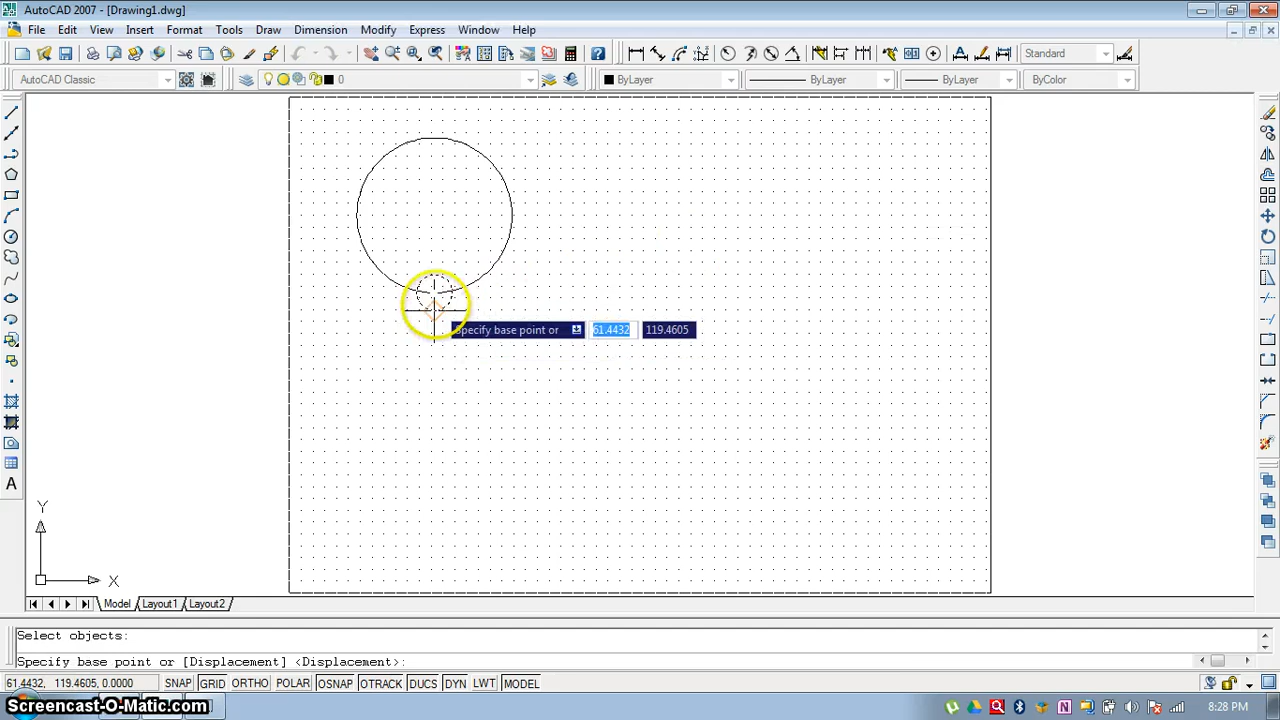 AutoCAD 2007 - [Drawing1.dwg]
File Edit View Insert Format Tools Draw Dimension Modify Express Window Help
Standard
AutoCAD Classic
0
ByLayer
ByLayer
ByLayer
ByColor
Specify base point or 61.4432 119.4605
Y
X
A
Model Layout1 Layout2
Select objects:
Specify base point or [Displacement] <Displacement>:
61.4432, 119.4605, 0.0000 SNAP GRID ORTHO POLAR OSNAP OTRACK DUCS DYN LWT MODEL
Screencast-O-Matic.com
8:28 PM